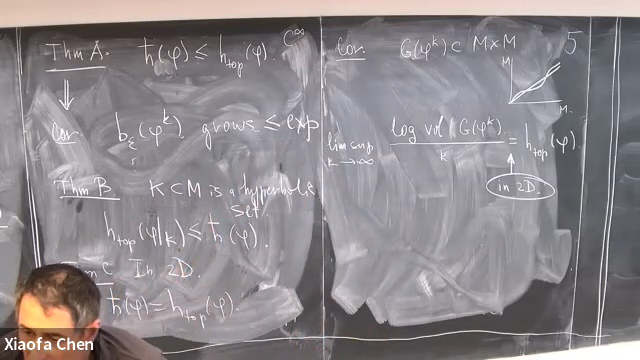 Thm A. ħ(φ) ≤ h_top(φ). C^∞
⇓
Cor. b_ε(φ^k) grows ≤ exp
Thm B K ⊂ M is a hyperbolic
set.
h_top(φ|_K) ≤ ħ(φ).
Thm C In 2D.
ħ(φ) = h_top(φ).
Cor. G(φ^k) ⊂ M×M 5
M
M
lim sup_{k→∞} log vol(G(φ^k)) / k = h_top(φ).
in 2D.
Xiaofa Chen